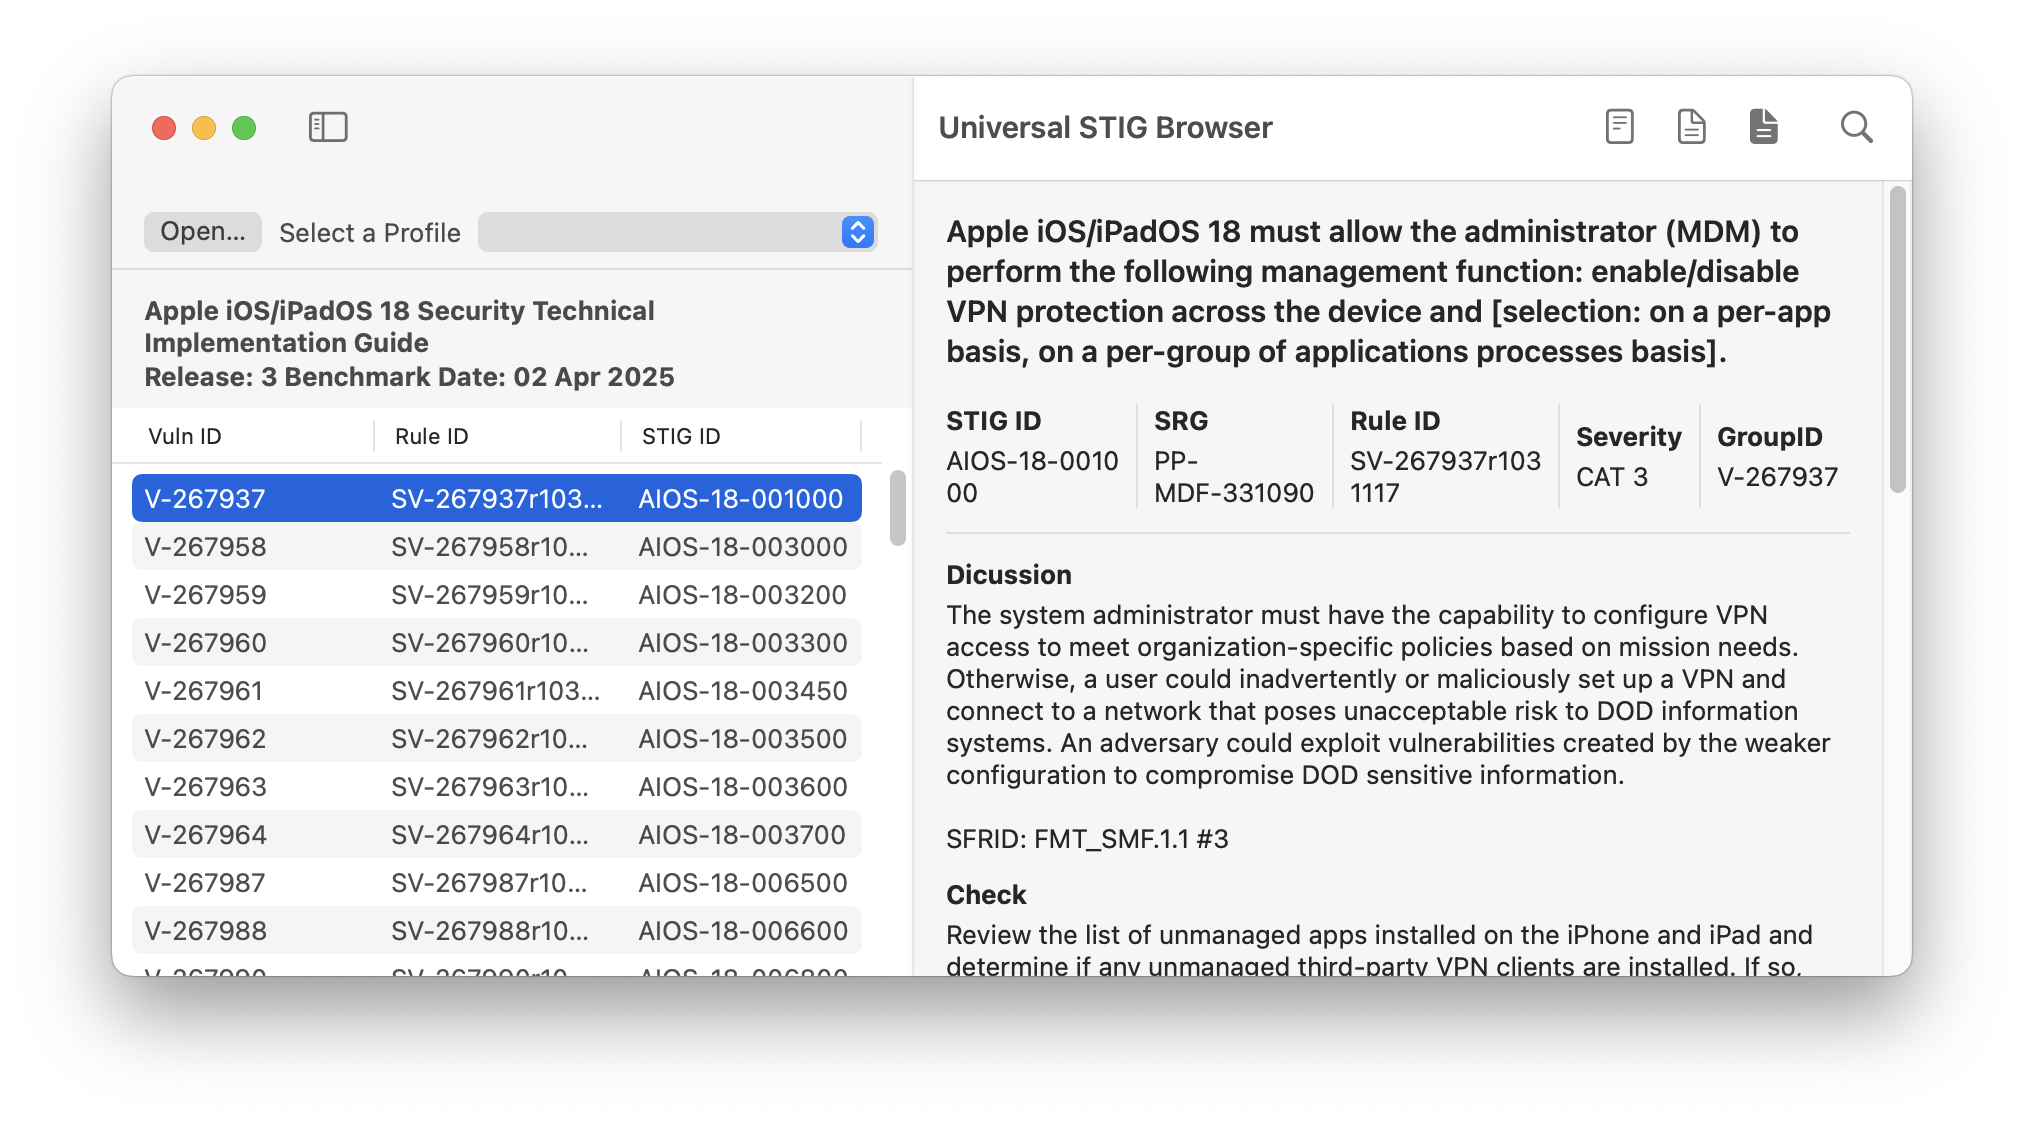 Universal STIG Browser
Open...
Select a Profile
Apple iOS/iPadOS 18 Security Technical
Implementation Guide
Release: 3 Benchmark Date: 02 Apr 2025
Vuln ID Rule ID STIG ID
V-267937 SV-267937r103... AIOS-18-001000
V-267958 SV-267958r10... AIOS-18-003000
V-267959 SV-267959r10... AIOS-18-003200
V-267960 SV-267960r10... AIOS-18-003300
V-267961 SV-267961r103... AIOS-18-003450
V-267962 SV-267962r10... AIOS-18-003500
V-267963 SV-267963r10... AIOS-18-003600
V-267964 SV-267964r10... AIOS-18-003700
V-267987 SV-267987r10... AIOS-18-006500
V-267988 SV-267988r10... AIOS-18-006600
Apple iOS/iPadOS 18 must allow the administrator (MDM) to
perform the following management function: enable/disable
VPN protection across the device and [selection: on a per-app
basis, on a per-group of applications processes basis].
STIG ID
AIOS-18-0010
00
SRG
PP-
MDF-331090
Rule ID
SV-267937r103
1117
Severity
CAT 3
GroupID
V-267937
Dicussion
The system administrator must have the capability to configure VPN
access to meet organization-specific policies based on mission needs.
Otherwise, a user could inadvertently or maliciously set up a VPN and
connect to a network that poses unacceptable risk to DOD information
systems. An adversary could exploit vulnerabilities created by the weaker
configuration to compromise DOD sensitive information.
SFRID: FMT_SMF.1.1 #3
Check
Review the list of unmanaged apps installed on the iPhone and iPad and
determine if any unmanaged third-party VPN clients are installed. If so,